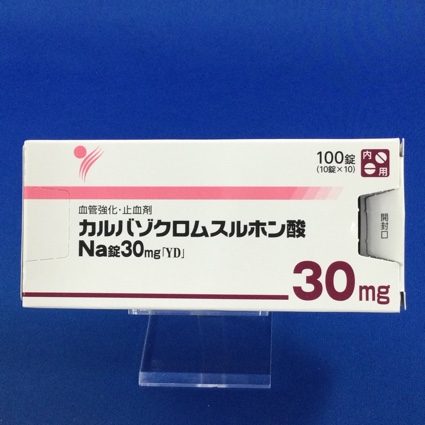 100錠
(10錠×10)
内
用
血管強化・止血剤
カルバゾクロムスルホン酸
Na錠30mg「YD」
開封口
30mg